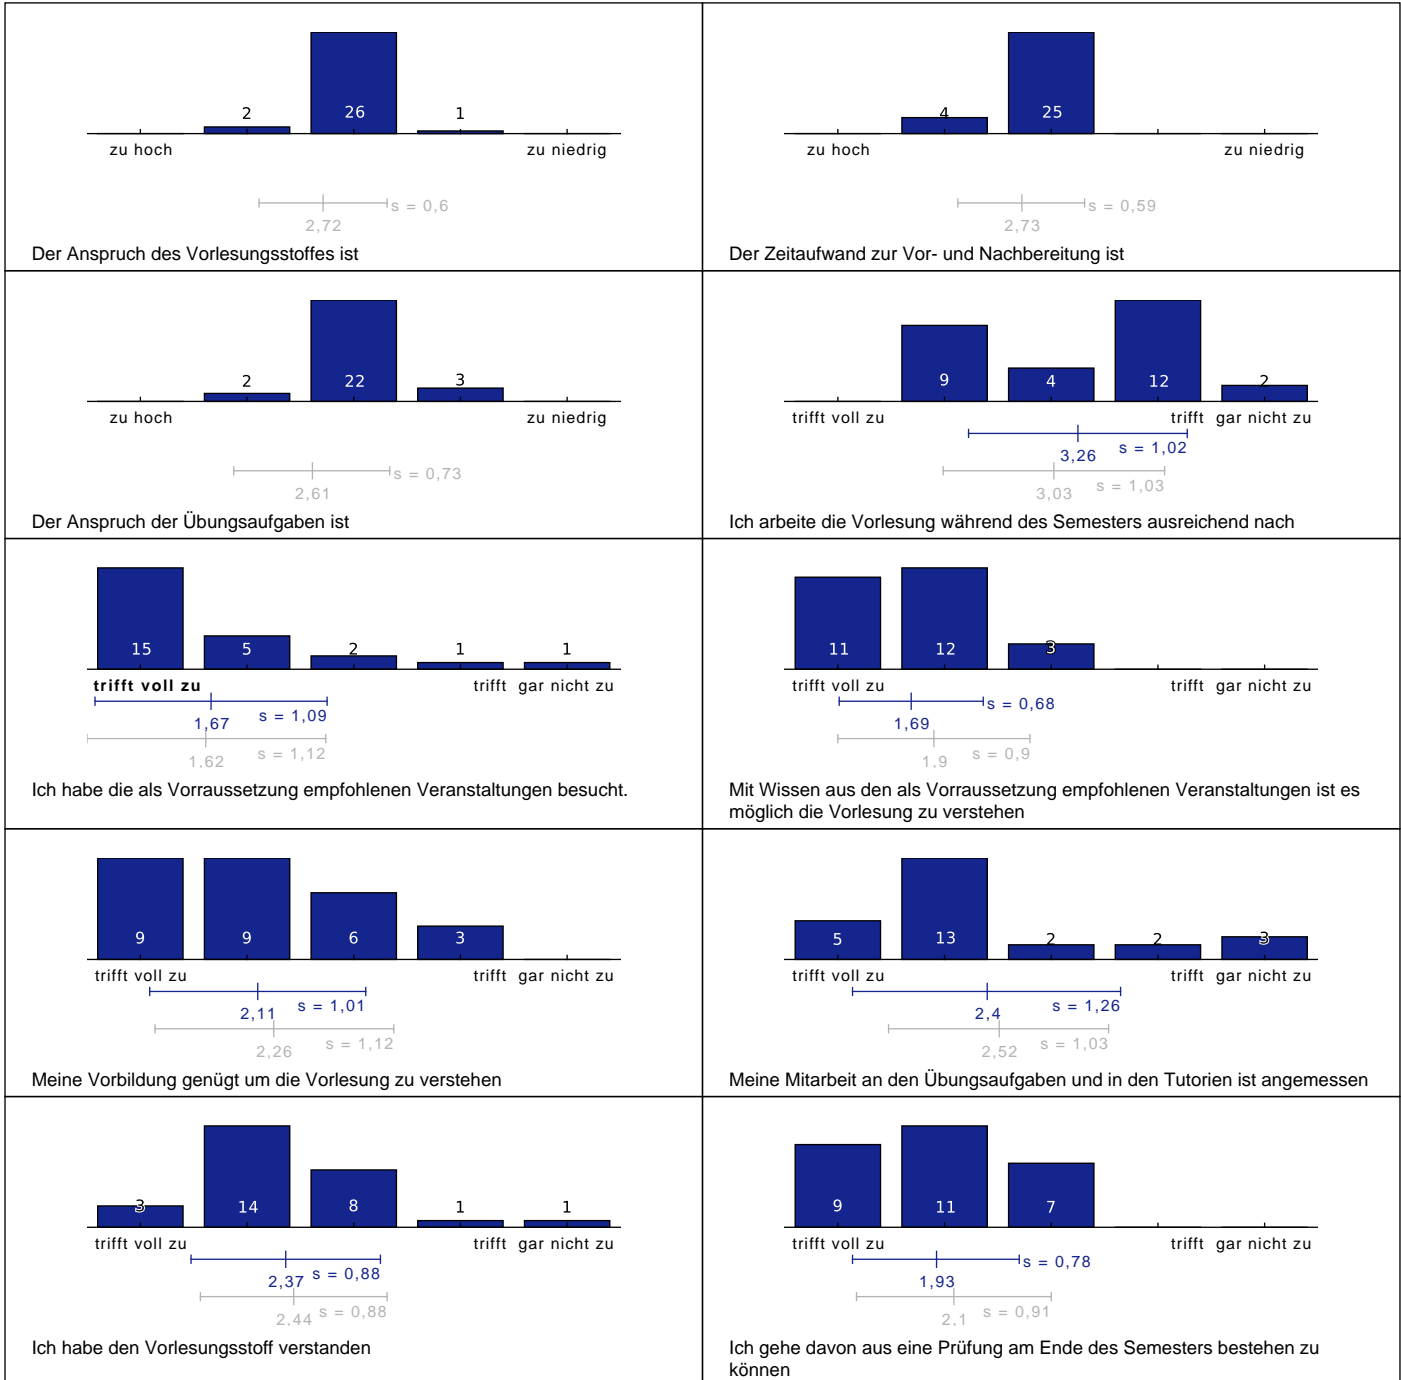 2 26 1
zu hoch zu niedrig
s = 0,6
2,72
Der Anspruch des Vorlesungsstoffes ist
4 25
zu hoch zu niedrig
s = 0,59
2,73
Der Zeitaufwand zur Vor- und Nachbereitung ist
2 22 3
zu hoch zu niedrig
s = 0,73
2,61
Der Anspruch der Übungsaufgaben ist
9 4 12 2
trifft voll zu trifft gar nicht zu
3,26 s = 1,02
3,03 s = 1,03
Ich arbeite die Vorlesung während des Semesters ausreichend nach
15 5 2 1 1
trifft voll zu trifft gar nicht zu
1,67 s = 1,09
1,62 s = 1,12
Ich habe die als Vorraussetzung empfohlenen Veranstaltungen besucht.
11 12 3
trifft voll zu trifft gar nicht zu
1,69 s = 0,68
1,9 s = 0,9
Mit Wissen aus den als Vorraussetzung empfohlenen Veranstaltungen ist es
möglich die Vorlesung zu verstehen
9 9 6 3
trifft voll zu trifft gar nicht zu
2,11 s = 1,01
2,26 s = 1,12
Meine Vorbildung genügt um die Vorlesung zu verstehen
5 13 2 2 3
trifft voll zu trifft gar nicht zu
2,4 s = 1,26
2,52 s = 1,03
Meine Mitarbeit an den Übungsaufgaben und in den Tutorien ist angemessen
3 14 8 1 1
trifft voll zu trifft gar nicht zu
2,37 s = 0,88
2,44 s = 0,88
Ich habe den Vorlesungsstoff verstanden
9 11 7
trifft voll zu trifft gar nicht zu
1,93 s = 0,78
2,1 s = 0,91
Ich gehe davon aus eine Prüfung am Ende des Semesters bestehen zu
können